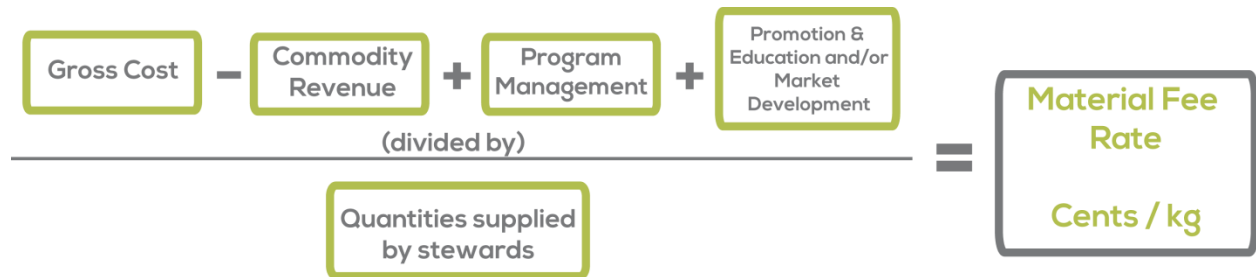 Gross Cost
−
Commodity
Revenue
+
Program
Management
+
Promotion &
Education and/or
Market
Development
(divided by)
Quantities supplied
by stewards
=
Material Fee
Rate
Cents / kg